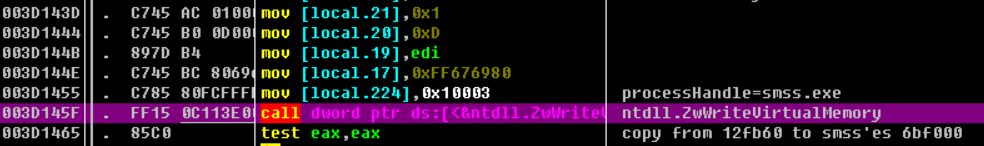 003D143D . C745 AC 0100 mov [local.21],0x1
003D1444 . C745 B0 0D00 mov [local.20],0xD
003D144B . 897D B4 mov [local.19],edi
003D144E . C745 BC 8069 mov [local.17],0xFF676980
003D1455 . C785 80FCFFF mov [local.224],0x10003 processHandle=smss.exe
003D145F . FF15 0C113E0 call dword ptr ds:[<&ntdll.ZwWriteV ntdll.ZwWriteVirtualMemory
003D1465 . 85C0 test eax,eax copy from 12fb60 to smss'es 6bf000